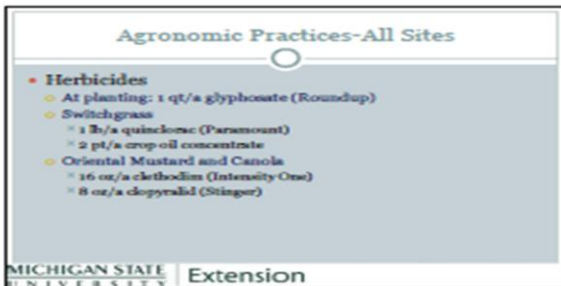 Agronomic Practices-All Sites
Herbicides
At planting: 1 qt/a glyphosate (Roundup)
Switchgrass
1 lb/a quinclorac (Paramount)
2 pt/a crop oil concentrate
Oriental Mustard and Canola
16 oz/a clethodim (Intensity One)
8 oz/a clopyralid (Stinger)
MICHIGAN STATE
UNIVERSITY
Extension